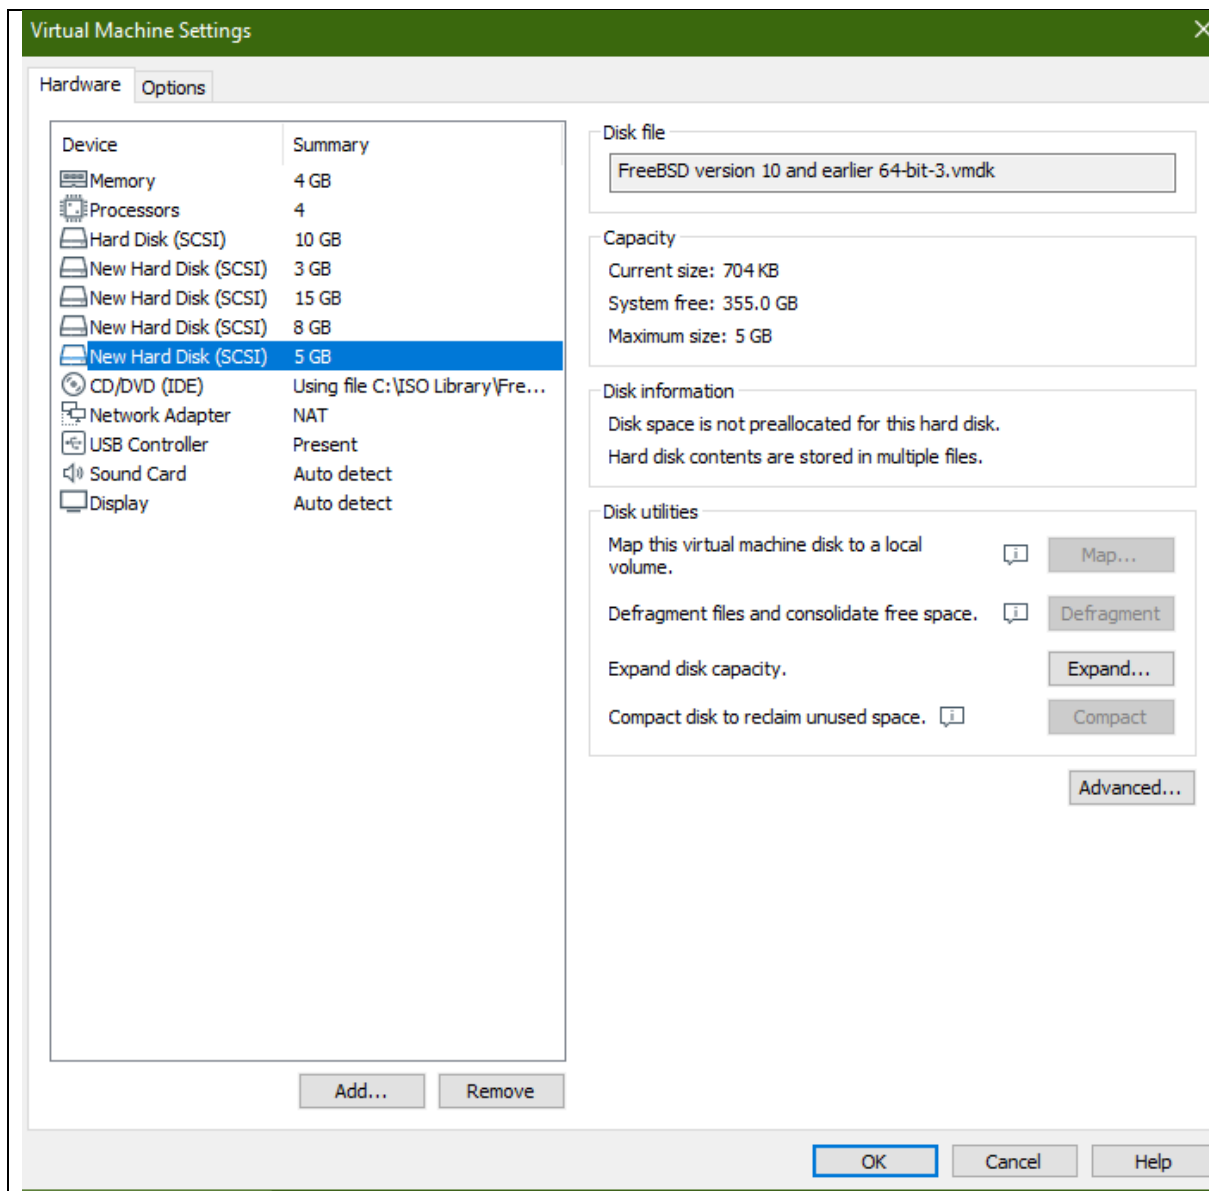 Virtual Machine Settings
Hardware Options
Device Summary
Memory 4 GB
Processors 4
Hard Disk (SCSI) 10 GB
New Hard Disk (SCSI) 3 GB
New Hard Disk (SCSI) 15 GB
New Hard Disk (SCSI) 8 GB
New Hard Disk (SCSI) 5 GB
CD/DVD (IDE) Using file C:\ISO Library\Fre...
Network Adapter NAT
USB Controller Present
Sound Card Auto detect
Display Auto detect
Add... Remove
Disk file
FreeBSD version 10 and earlier 64-bit-3.vmdk
Capacity
Current size: 704 KB
System free: 355.0 GB
Maximum size: 5 GB
Disk information
Disk space is not preallocated for this hard disk.
Hard disk contents are stored in multiple files.
Disk utilities
Map this virtual machine disk to a local
volume.
Map...
Defragment files and consolidate free space. Defragment
Expand disk capacity. Expand...
Compact disk to reclaim unused space. Compact
Advanced...
OK Cancel Help